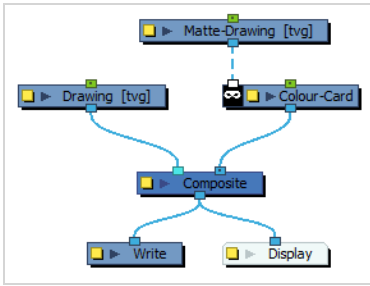 Matte-Drawing [tvg]
Drawing [tvg]
Colour-Card
Composite
Write
Display